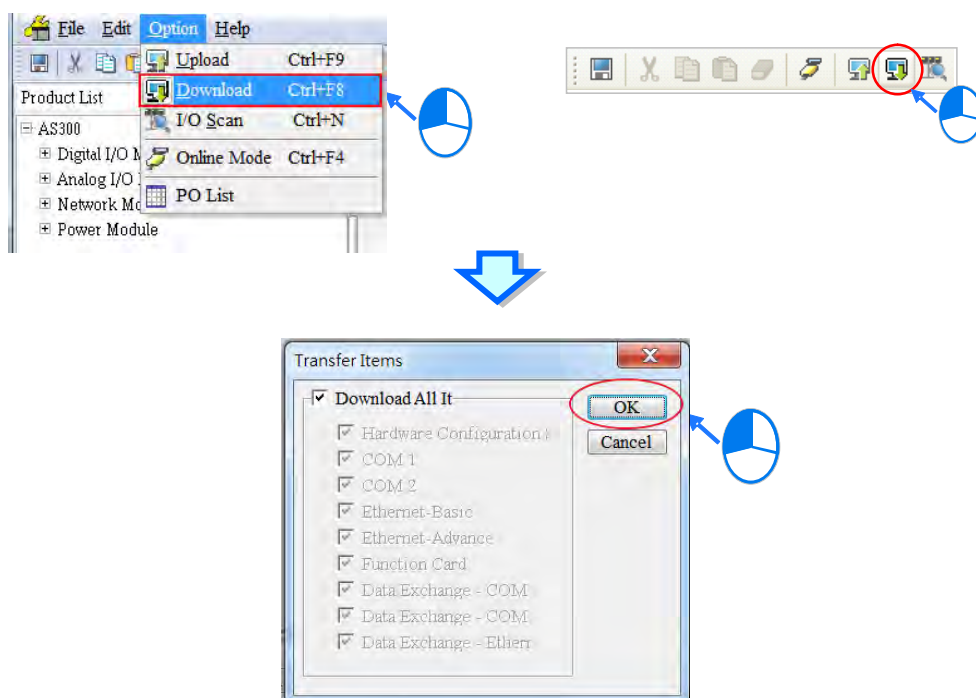 File Edit Option Help
Upload Ctrl+F9
Product List
Download Ctrl+F8
AS300
I/O Scan Ctrl+N
Digital I/O
Online Mode Ctrl+F4
Analog I/O
Network
PO List
Power Module
Transfer Items
Download All It
OK
Hardware Configuration
Cancel
COM 1
COM 2
Ethernet-Basic
Ethernet-Advance
Function Card
Data Exchange - COM
Data Exchange - COM
Data Exchange - Ether